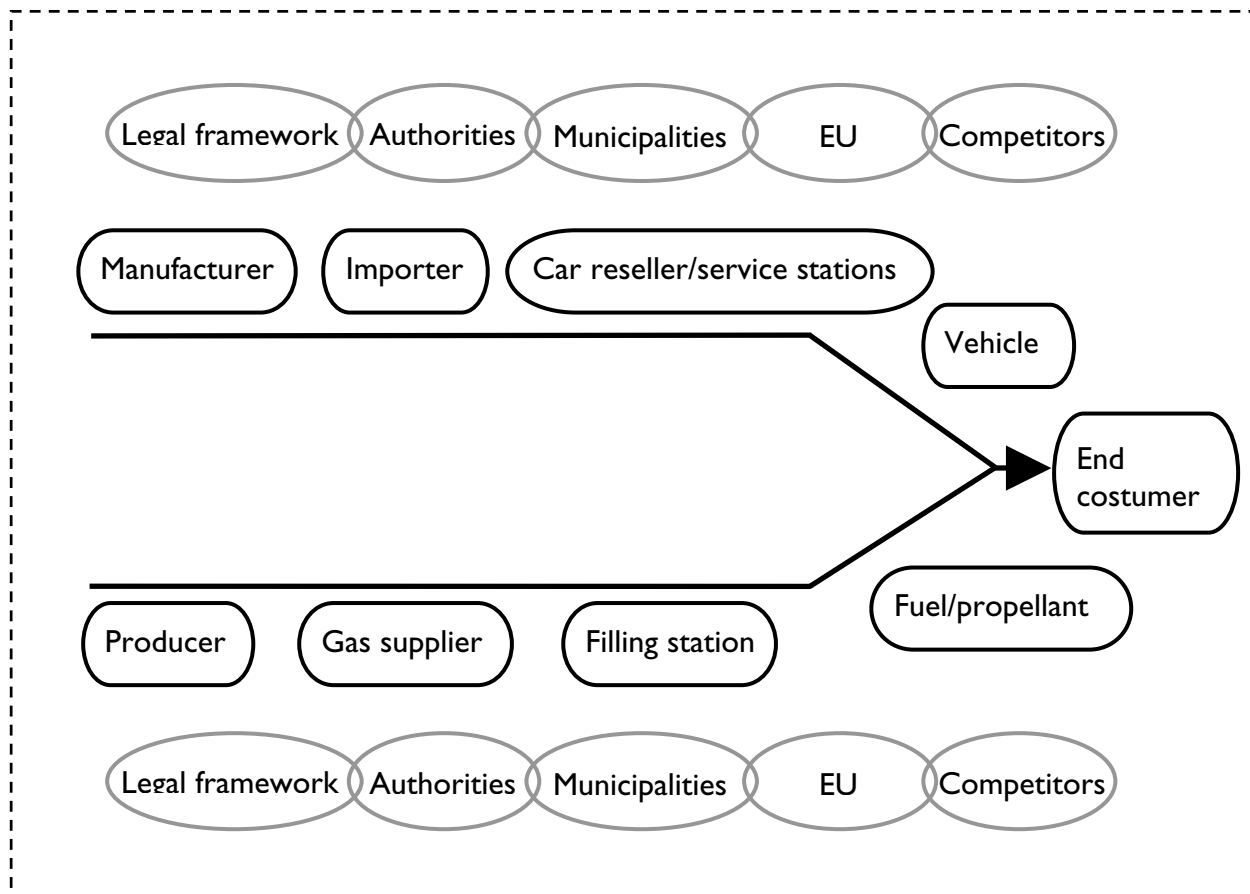 Legal framework Authorities Municipalities EU Competitors
Manufacturer Importer Car reseller/service stations
Vehicle
End
costumer
Fuel/propellant
Producer Gas supplier Filling station
Legal framework Authorities Municipalities EU Competitors